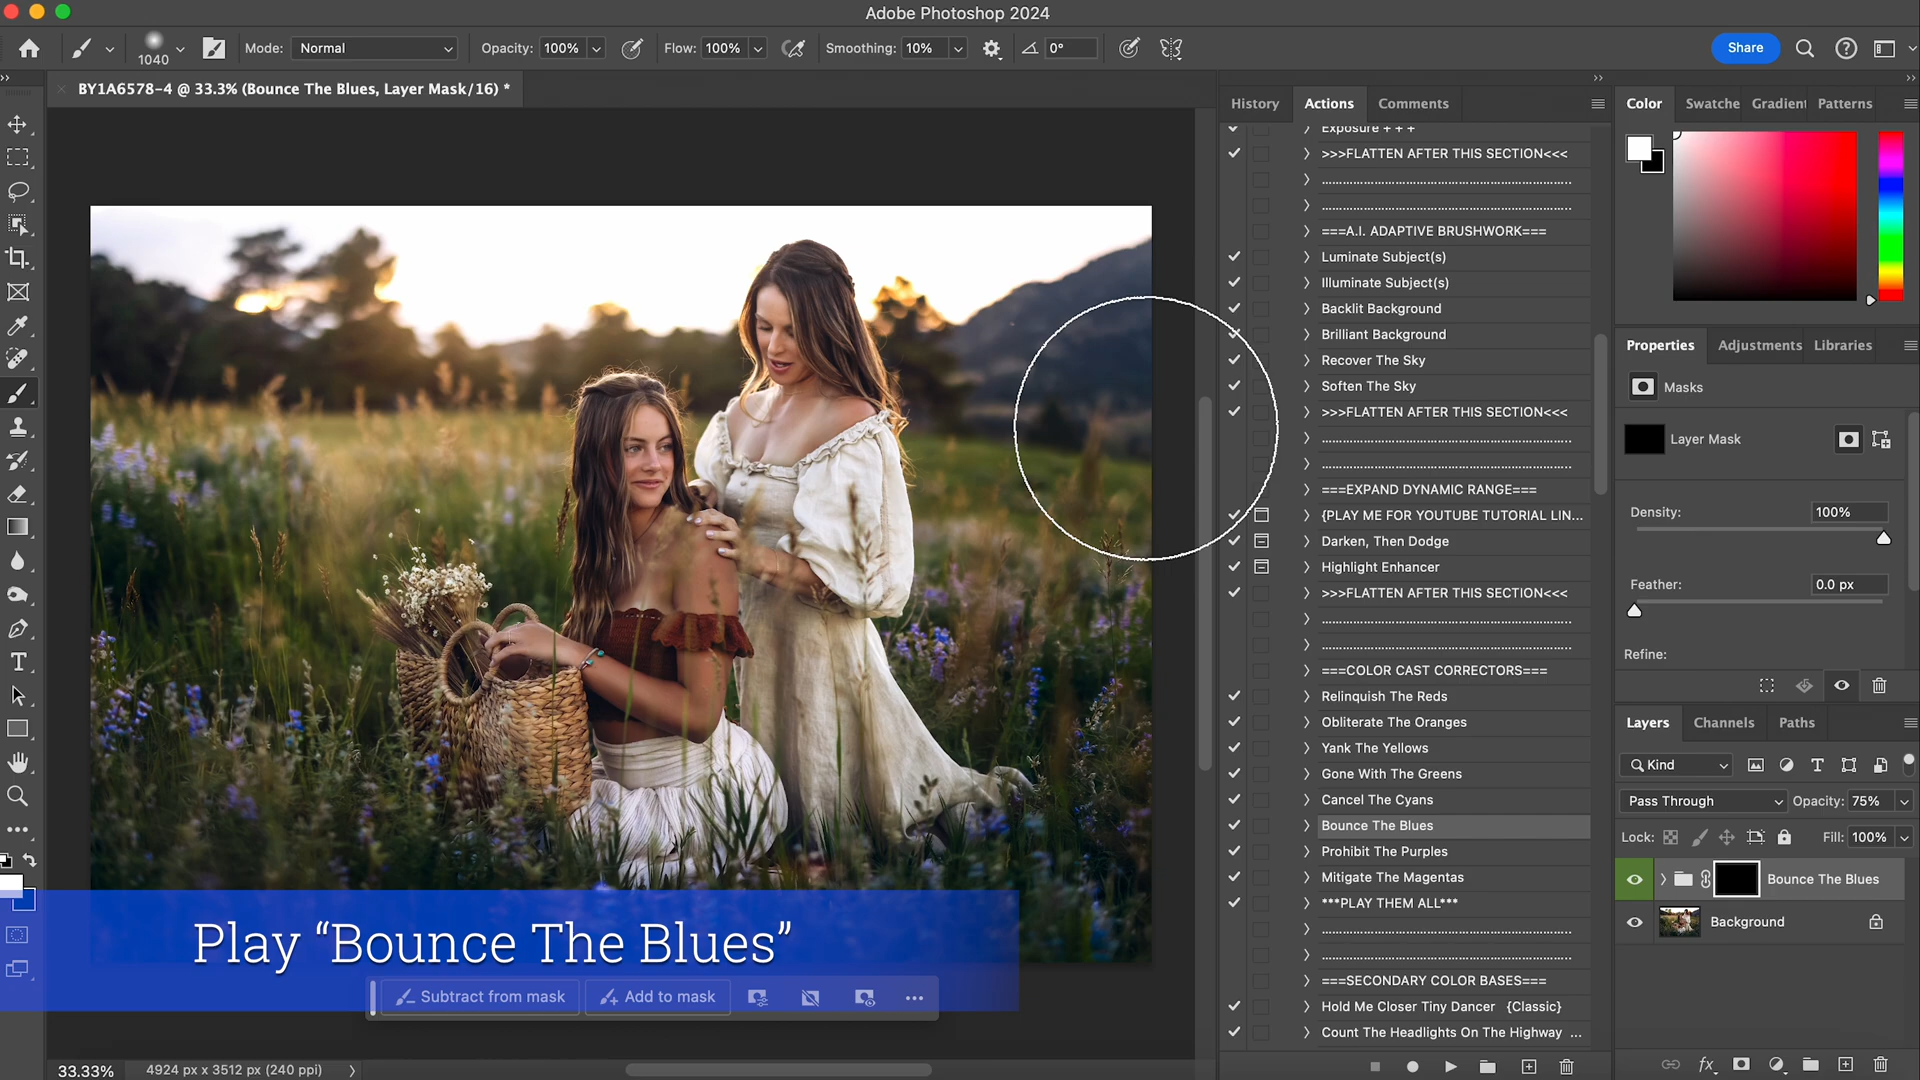 Adobe Photoshop 2024
1040
Mode: Normal
Opacity: 100%
Flow: 100%
Smoothing: 10%
0°
Share
BY1A6578-4 @ 33.3% (Bounce The Blues, Layer Mask/16) *
History
Actions
Comments
Exposure + + +
>>>FLATTEN AFTER THIS SECTION<<<
===A.I. ADAPTIVE BRUSHWORK===
Luminate Subject(s)
Illuminate Subject(s)
Backlit Background
Brilliant Background
Recover The Sky
Soften The Sky
>>>FLATTEN AFTER THIS SECTION<<<
===EXPAND DYNAMIC RANGE===
{PLAY ME FOR YOUTUBE TUTORIAL LIN...
Darken, Then Dodge
Highlight Enhancer
>>>FLATTEN AFTER THIS SECTION<<<
===COLOR CAST CORRECTORS===
Relinquish The Reds
Obliterate The Oranges
Yank The Yellows
Gone With The Greens
Cancel The Cyans
Bounce The Blues
Prohibit The Purples
Mitigate The Magentas
***PLAY THEM ALL***
===SECONDARY COLOR BASES===
Hold Me Closer Tiny Dancer {Classic}
Count The Headlights On The Highway ...
Color
Swatche
Gradient
Patterns
Properties
Adjustments
Libraries
Masks
Layer Mask
Density: 100%
Feather: 0.0 px
Refine:
Layers
Channels
Paths
Kind
Pass Through
Opacity: 75%
Lock:
Fill: 100%
Bounce The Blues
Background
Play “Bounce The Blues”
Subtract from mask
Add to mask
33.33%
4924 px x 3512 px (240 ppi)